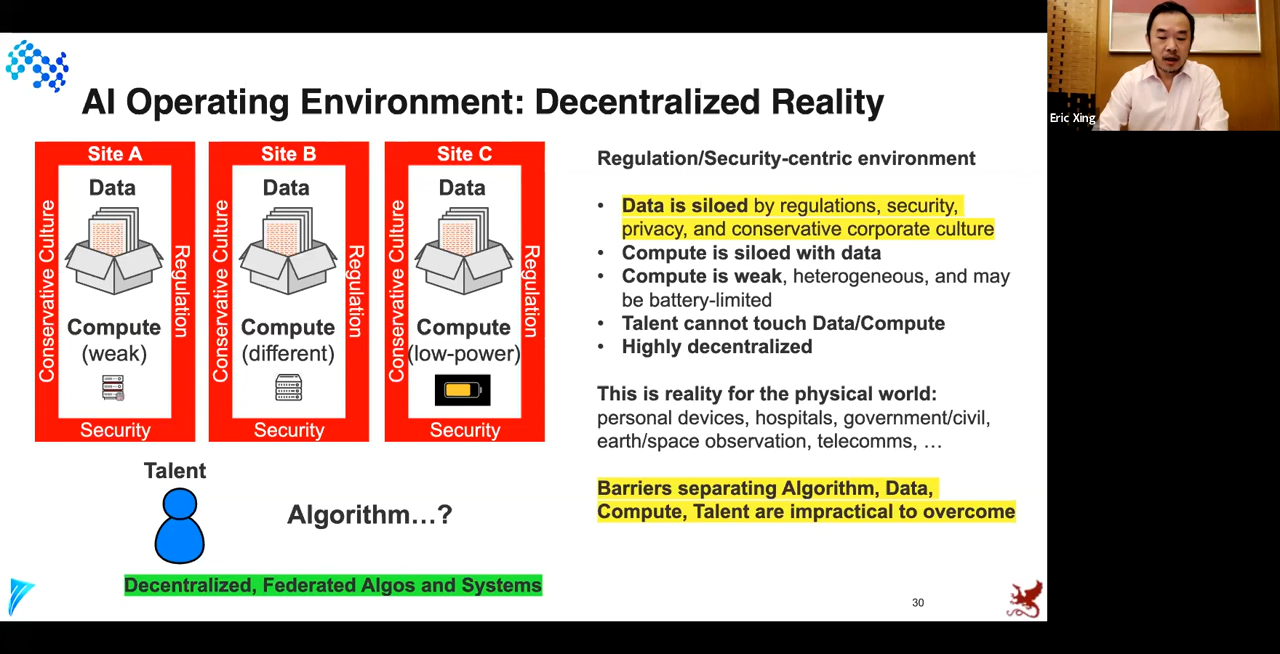 AI Operating Environment: Decentralized Reality
Site A
Data
Conservative Culture
Regulation
Compute
(weak)
Security
Site B
Data
Conservative Culture
Regulation
Compute
(different)
Security
Site C
Data
Conservative Culture
Regulation
Compute
(low-power)
Security
Talent
Algorithm…?
Decentralized, Federated Algos and Systems
Regulation/Security-centric environment
• Data is siloed by regulations, security,
privacy, and conservative corporate culture
• Compute is siloed with data
• Compute is weak, heterogeneous, and may
be battery-limited
• Talent cannot touch Data/Compute
• Highly decentralized
This is reality for the physical world:
personal devices, hospitals, government/civil,
earth/space observation, telecomms, …
Barriers separating Algorithm, Data,
Compute, Talent are impractical to overcome
30
Eric Xing